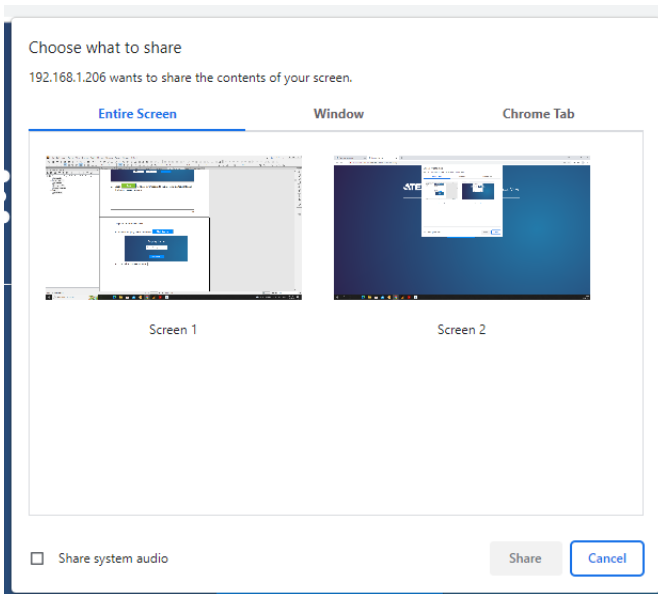 Choose what to share
192.168.1.206 wants to share the contents of your screen.
Entire Screen
Window
Chrome Tab
Screen 1
Screen 2
Share system audio
Share
Cancel